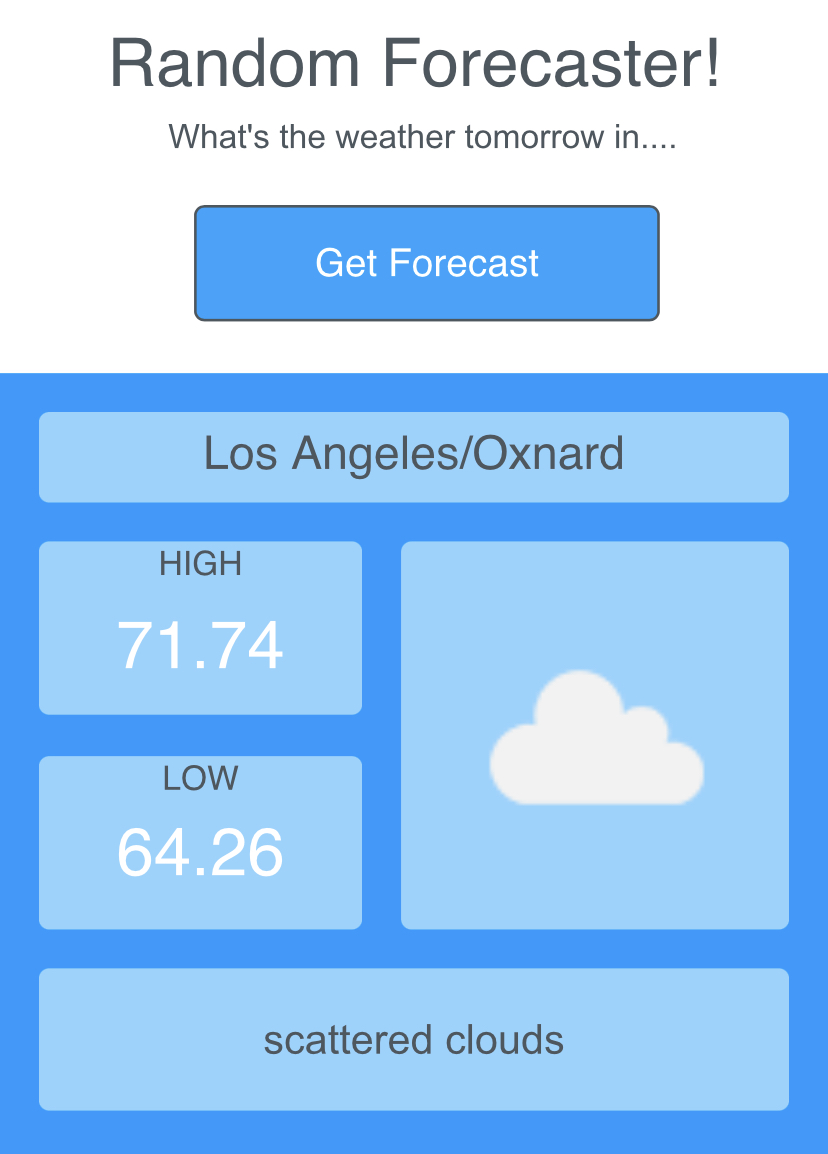 Random Forecaster!
What's the weather tomorrow in....
Get Forecast
Los Angeles/Oxnard
HIGH
71.74
LOW
64.26
scattered clouds